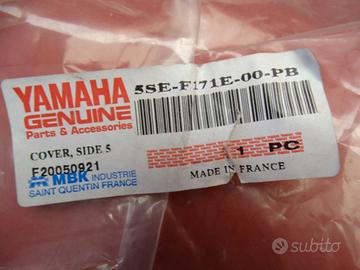 YAMAHA
GENUINE
Parts & Accessories
5SE-F171E-00-PB
COVER, SIDE 5
F20050921
MBK INDUSTRIE
SAINT QUENTIN FRANCE
1 PC
MADE IN FRANCE
subito